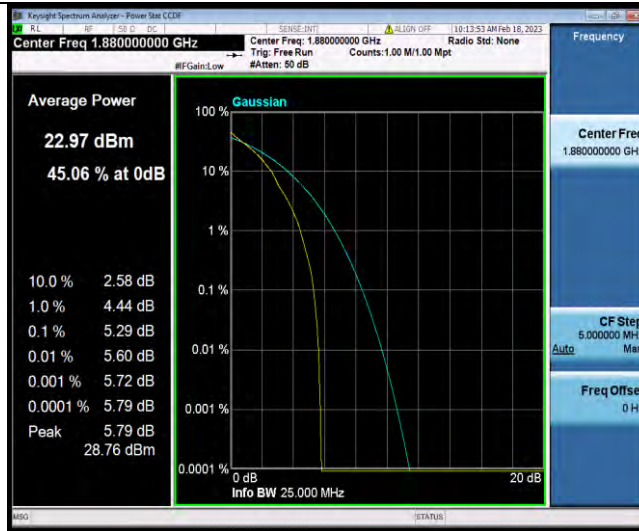 Keysight Spectrum Analyzer - Power Stat CCDF
RL RF 50 Ω DC SENSE:INT ALIGN OFF 10:13:53 AM Feb 18, 2023
Center Freq 1.880000000 GHz
Center Freq: 1.880000000 GHz Radio Std: None
Trig: Free Run Counts:1.00 M/1.00 Mpt
#IFGain:Low #Atten: 50 dB
Frequency
Average Power
22.97 dBm
45.06 % at 0dB
10.0 % 2.58 dB
1.0 % 4.44 dB
0.1 % 5.29 dB
0.01 % 5.60 dB
0.001 % 5.72 dB
0.0001 % 5.79 dB
Peak 5.79 dB
28.76 dBm
Gaussian
100 %
10 %
1 %
0.1 %
0.01 %
0.001 %
0.0001 %
0 dB 20 dB
Info BW 25.000 MHz
Center Fre
1.880000000 GH
CF Step
5.000000 MH
Auto Ma
Freq Offse
0 H
MSG STATUS